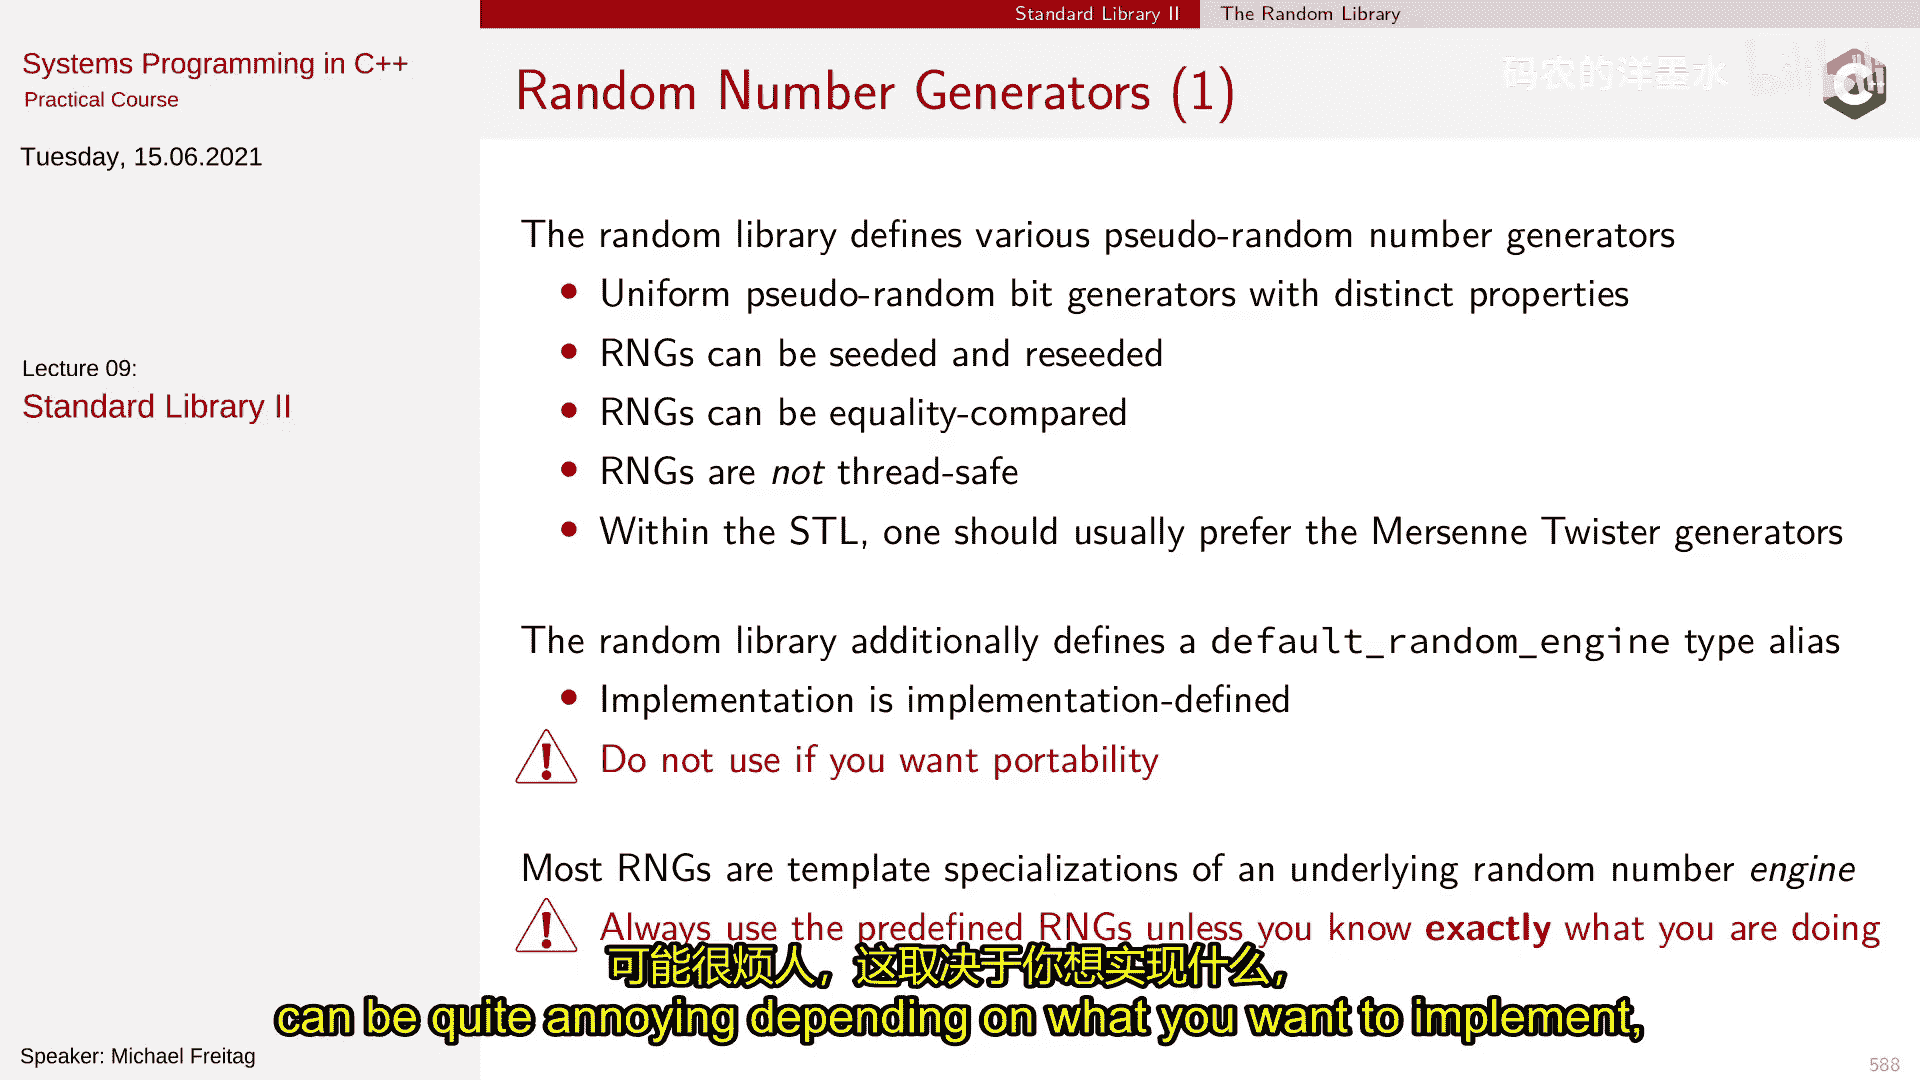 Standard Library II
The Random Library
Systems Programming in C++
Practical Course
Tuesday, 15.06.2021
Lecture 09:
Standard Library II
Random Number Generators (1)
码农的洋墨水
The random library defines various pseudo-random number generators
• Uniform pseudo-random bit generators with distinct properties
• RNGs can be seeded and reseeded
• RNGs can be equality-compared
• RNGs are not thread-safe
• Within the STL, one should usually prefer the Mersenne Twister generators
The random library additionally defines a default_random_engine type alias
• Implementation is implementation-defined
Do not use if you want portability
Most RNGs are template specializations of an underlying random number engine
Always use the predefined RNGs unless you know exactly what you are doing
可能很烦人，这取决于你想实现什么，
can be quite annoying depending on what you want to implement,
Speaker: Michael Freitag
588